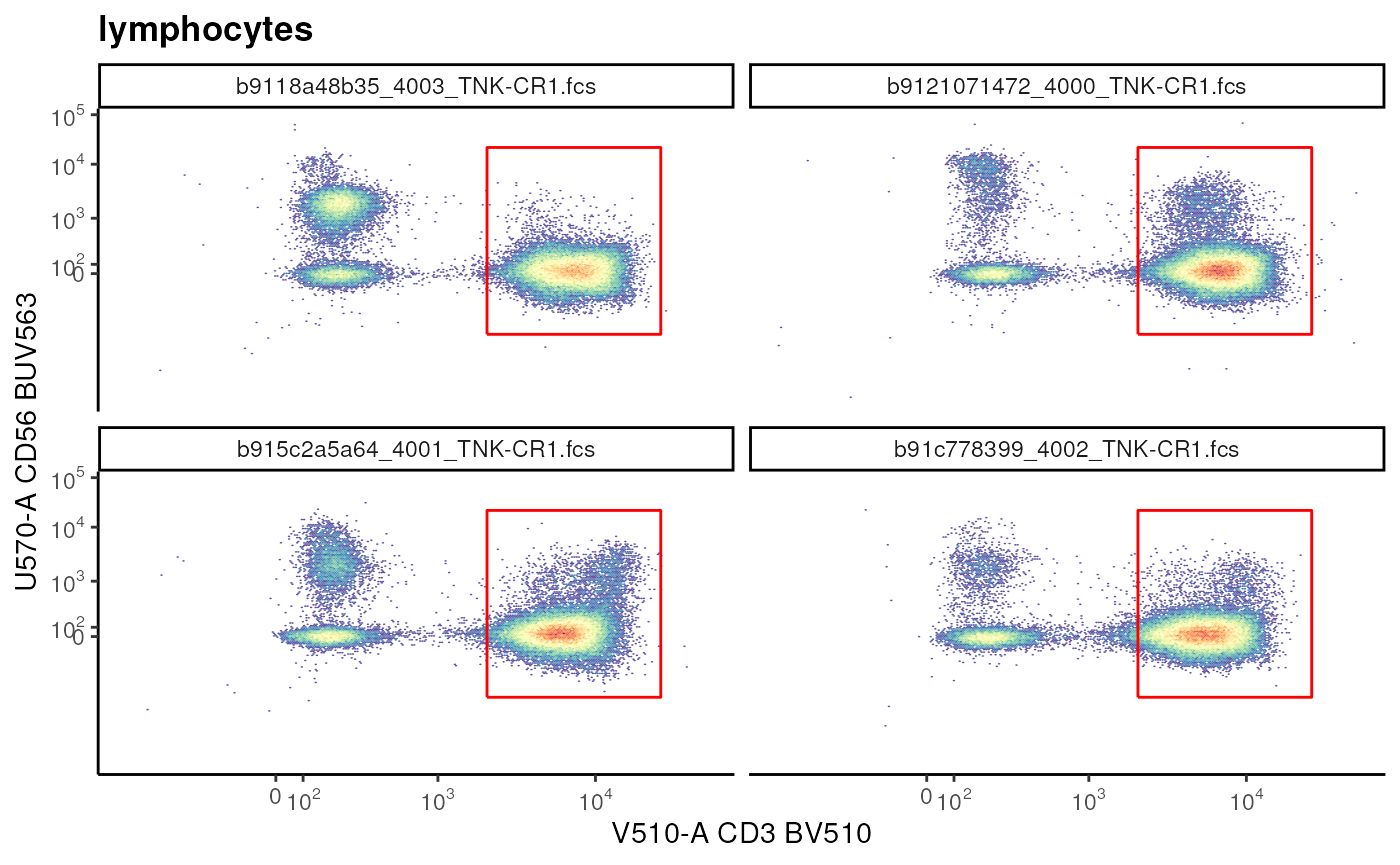 lymphocytes
b9118a48b35_4003_TNK-CR1.fcs
b9121071472_4000_TNK-CR1.fcs
10^5
10^4
10^3
10^2
0
U570-A CD56 BUV563
b915c2a5a64_4001_TNK-CR1.fcs
b91c778399_4002_TNK-CR1.fcs
10^5
10^4
10^3
10^2
0
0 10^2 10^3 10^4
0 10^2 10^3 10^4
V510-A CD3 BV510